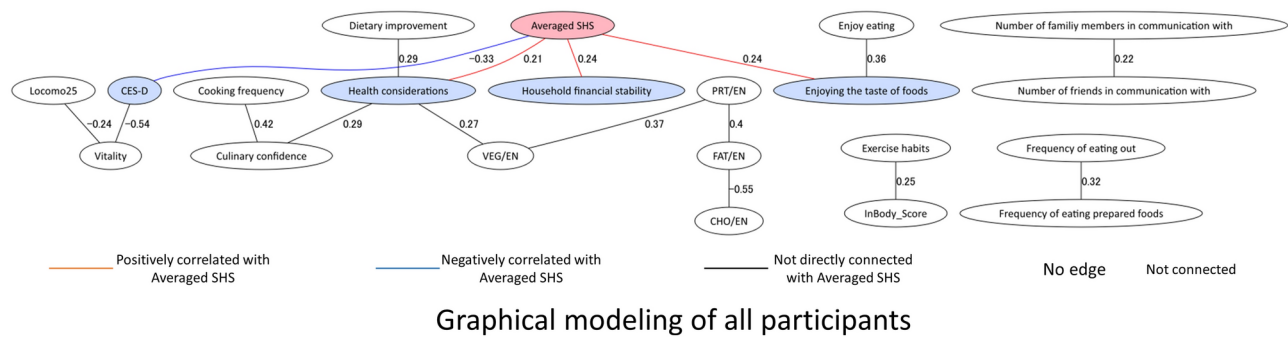 Dietary improvement
Averaged SHS
Enjoy eating
Number of familiy members in communication with
0.29
−0.33
0.21
0.24
0.24
0.36
0.22
Locomo25
CES-D
Cooking frequency
Health considerations
Household financial stability
PRT/EN
Enjoying the taste of foods
Number of friends in communication with
−0.24
−0.54
0.42
0.29
0.27
0.37
0.4
Vitality
Culinary confidence
VEG/EN
FAT/EN
Exercise habits
Frequency of eating out
−0.55
0.25
0.32
CHO/EN
InBody_Score
Frequency of eating prepared foods
Positively correlated with
Averaged SHS
Negatively correlated with
Averaged SHS
Not directly connected
with Averaged SHS
No edge
Not connected
Graphical modeling of all participants